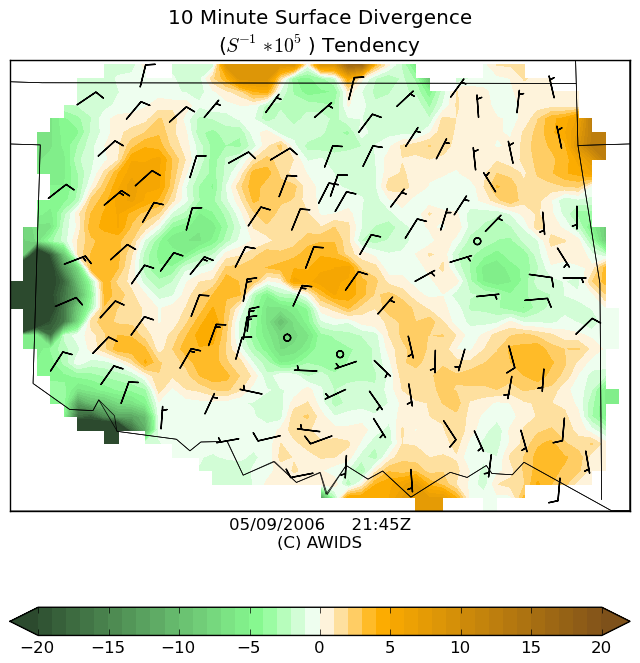 10 Minute Surface Divergence
(S⁻¹ * 10⁵ ) Tendency
05/09/2006 21:45Z
(C) AWIDS
−20 −15 −10 −5 0 5 10 15 20